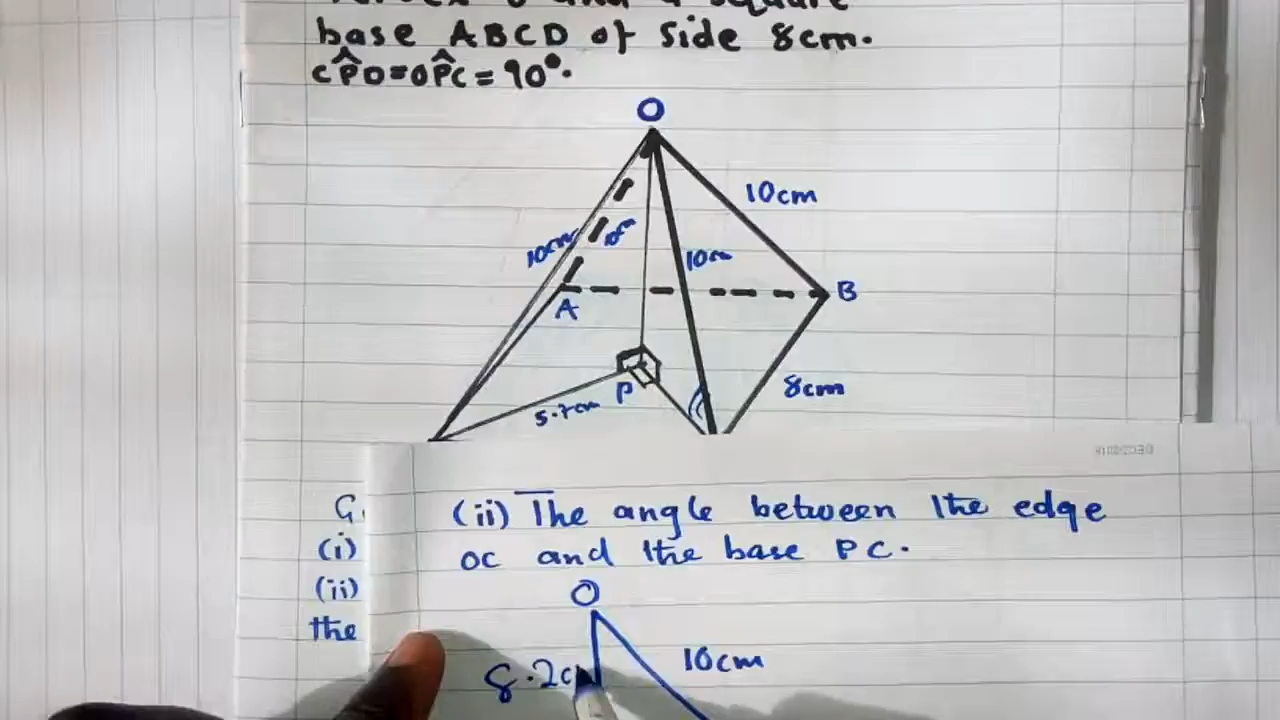 base ABCD of side 8cm.
CP̂O=OP̂C=90°.
O
10cm
10cm
10cm
A
B
P
5.7cm
8cm
G
(i)
(ii)
the
(ii) The angle between the edge
OC and the base PC.
O
8.2c
10cm